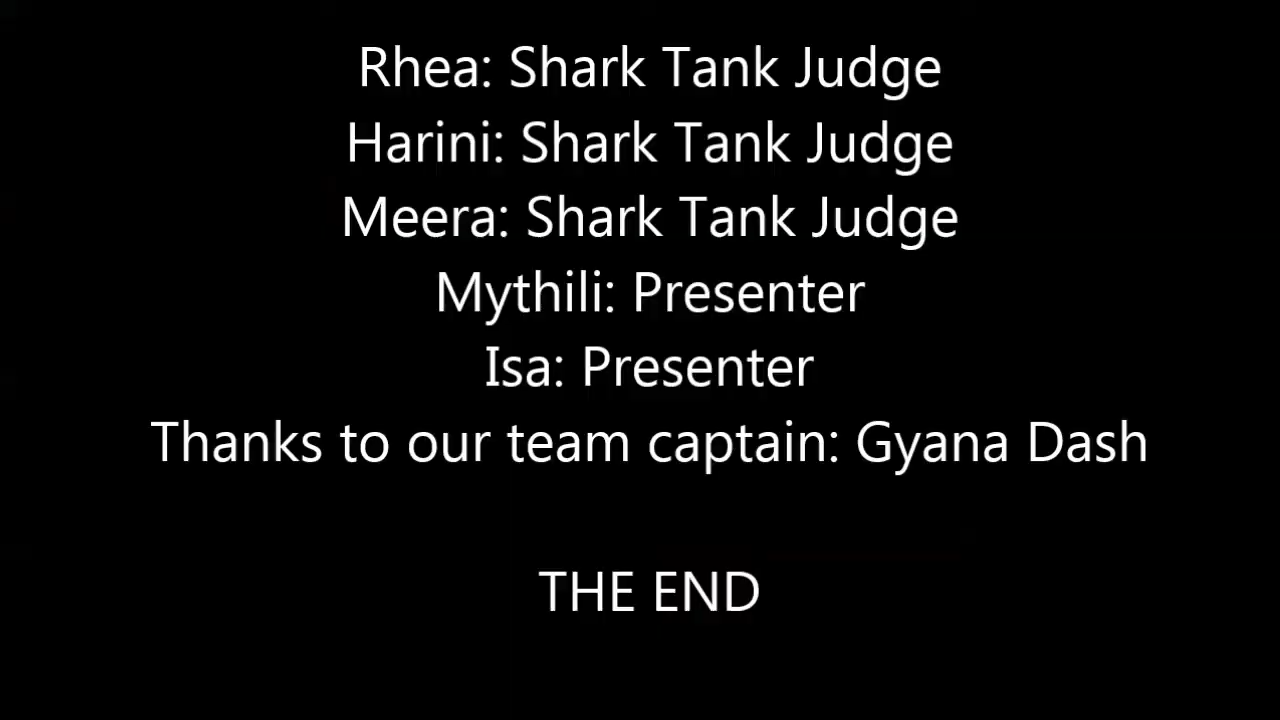 Rhea: Shark Tank Judge
Harini: Shark Tank Judge
Meera: Shark Tank Judge
Mythili: Presenter
Isa: Presenter
Thanks to our team captain: Gyana Dash
THE END